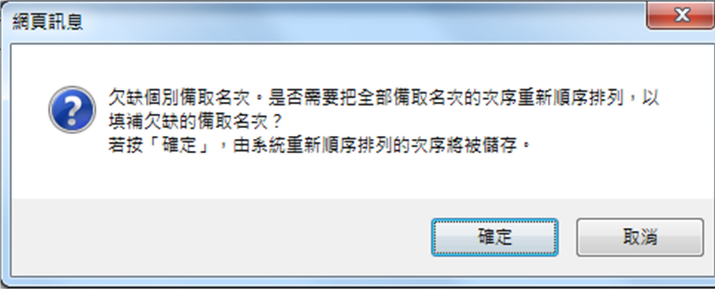 網頁訊息
欠缺個別備取名次。是否需要把全部備取名次的次序重新順序排列，以
填補欠缺的備取名次？
若按「確定」，由系統重新順序排列的次序將被儲存。
確定
取消